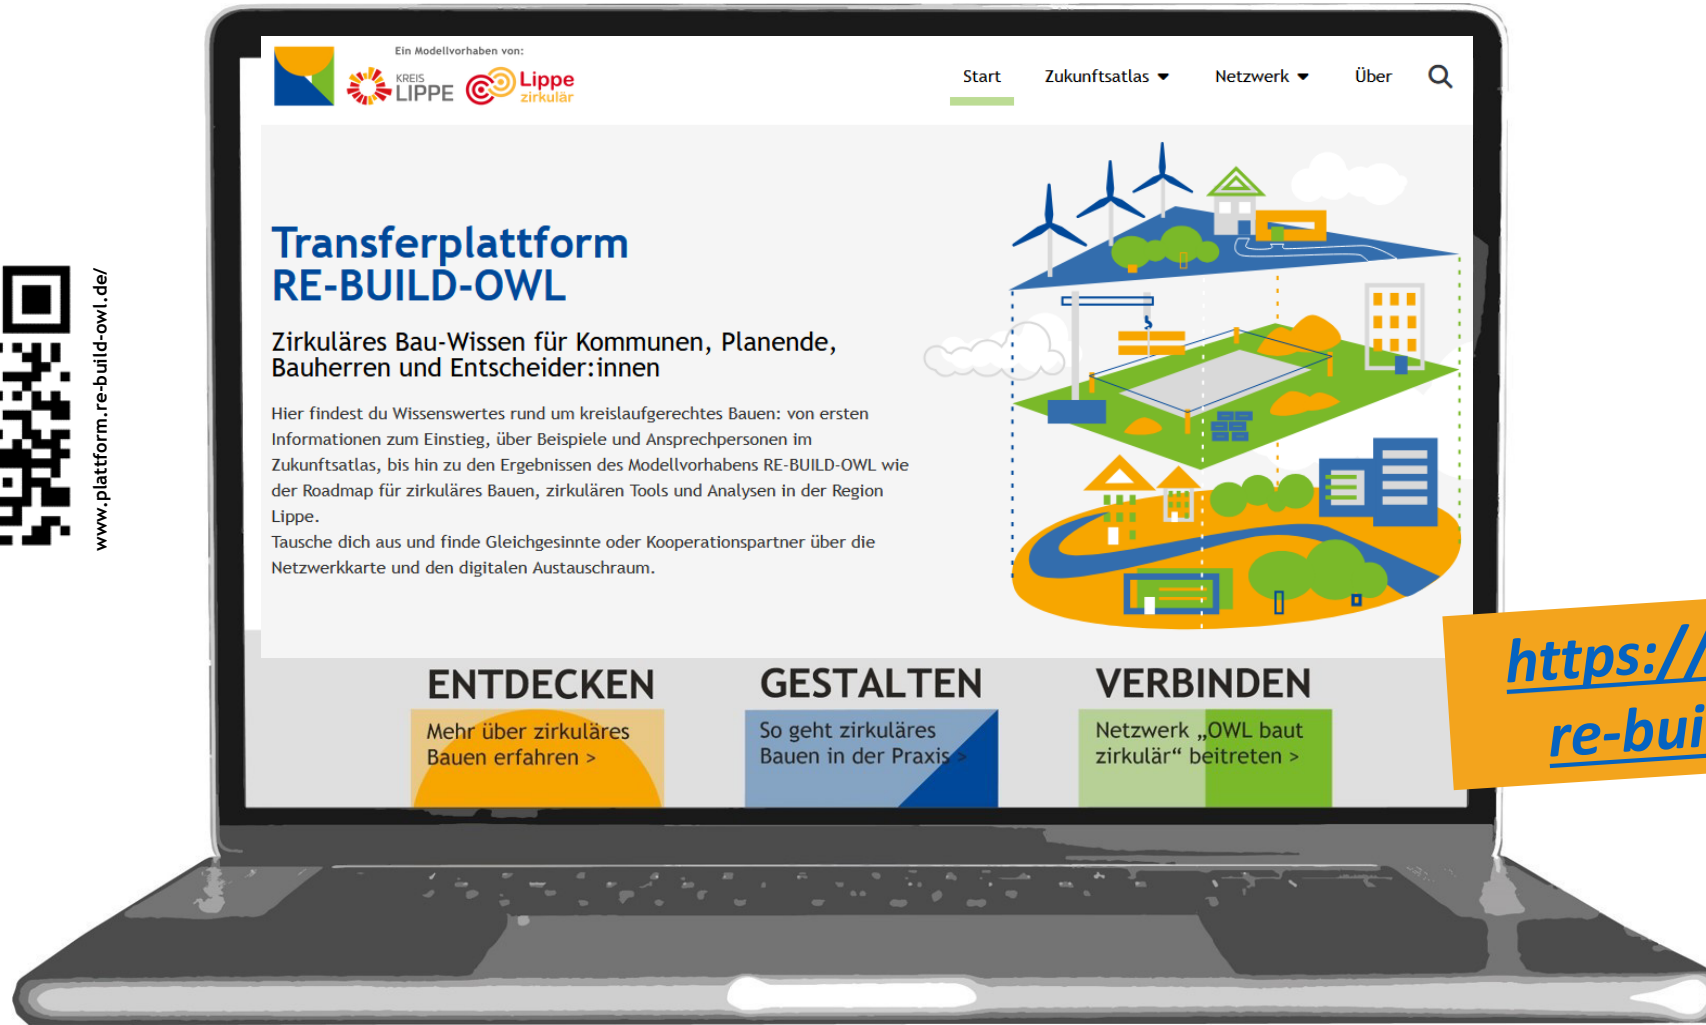 www.plattform.re-build-owl.de/
Ein Modellvorhaben von:
KREIS
LIPPE
Lippe
zirkulär
Start Zukunftsatlas Netzwerk Über
Transferplattform
RE-BUILD-OWL
Zirkuläres Bau-Wissen für Kommunen, Planende,
Bauherren und Entscheider:innen
Hier findest du Wissenswertes rund um kreislaufgerechtes Bauen: von ersten
Informationen zum Einstieg, über Beispiele und Ansprechpersonen im
Zukunftsatlas, bis hin zu den Ergebnissen des Modellvorhabens RE-BUILD-OWL wie
der Roadmap für zirkuläres Bauen, zirkulären Tools und Analysen in der Region
Lippe.
Tausche dich aus und finde Gleichgesinnte oder Kooperationspartner über die
Netzwerkkarte und den digitalen Austauschraum.
ENTDECKEN
Mehr über zirkuläres
Bauen erfahren >
GESTALTEN
So geht zirkuläres
Bauen in der Praxis >
VERBINDEN
Netzwerk „OWL baut
zirkulär“ beitreten >
https://
re-bui